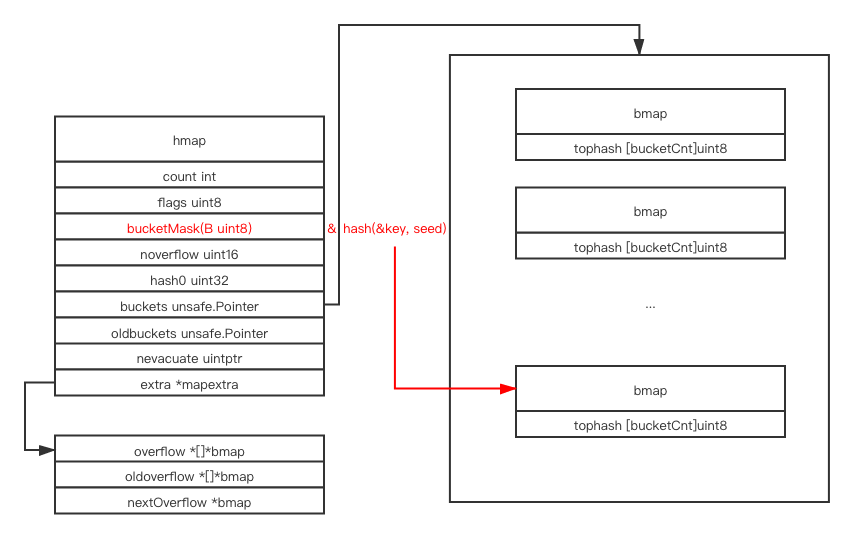 hmap
count int
flags uint8
bucketMask(B uint8) & hash(&key, seed)
noverflow uint16
hash0 uint32
buckets unsafe.Pointer
oldbuckets unsafe.Pointer
nevacuate uintptr
extra *mapextra
overflow *[]*bmap
oldoverflow *[]*bmap
nextOverflow *bmap
bmap
tophash [bucketCnt]uint8
bmap
tophash [bucketCnt]uint8
...
bmap
tophash [bucketCnt]uint8